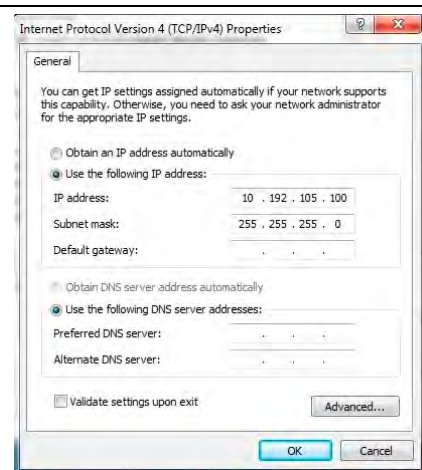 Internet Protocol Version 4 (TCP/IPv4) Properties
General
You can get IP settings assigned automatically if your network supports
this capability. Otherwise, you need to ask your network administrator
for the appropriate IP settings.
Obtain an IP address automatically
Use the following IP address:
IP address: 10 . 192 . 105 . 100
Subnet mask: 255 . 255 . 255 . 0
Default gateway: . . .
Obtain DNS server address automatically
Use the following DNS server addresses:
Preferred DNS server: . . .
Alternate DNS server: . . .
Validate settings upon exit
Advanced...
OK Cancel